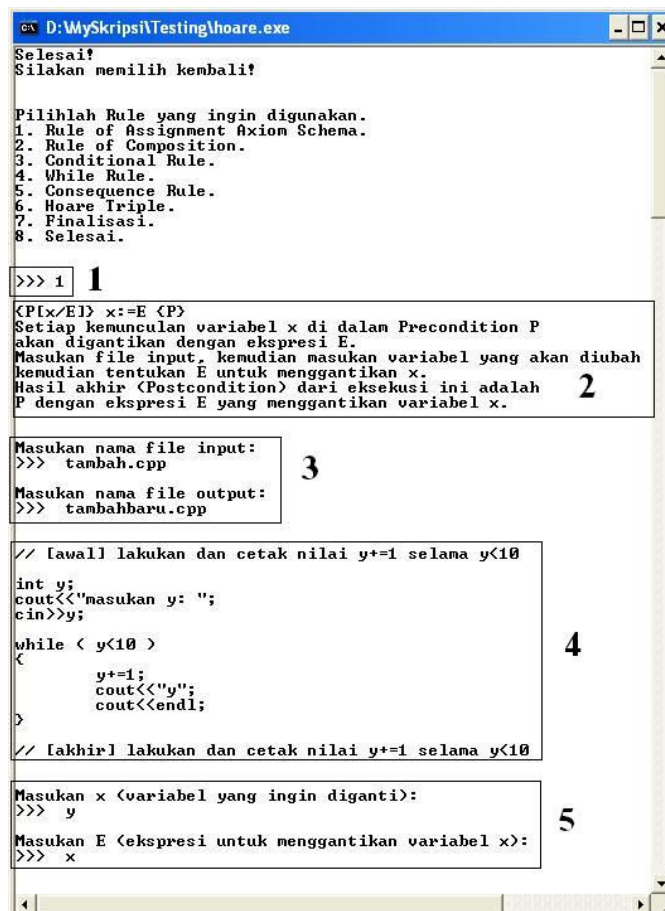 D:\MySkripsi\Testing\hoare.exe
Selesai!
Silakan memilih kembali!
Pilihlah Rule yang ingin digunakan.
1. Rule of Assignment Axiom Schema.
2. Rule of Composition.
3. Conditional Rule.
4. While Rule.
5. Consequence Rule.
6. Hoare Triple.
7. Finalisasi.
8. Selesai.
>>> 1
1
{P[x/E]} x:=E {P}
Setiap kemunculan variabel x di dalam Precondition P
akan digantikan dengan ekspresi E.
Masukan file input, kemudian masukan variabel yang akan diubah
kemudian tentukan E untuk menggantikan x.
Hasil akhir (Postcondition) dari eksekusi ini adalah
P dengan ekspresi E yang menggantikan variabel x.
2
Masukan nama file input:
>>> tambah.cpp
Masukan nama file output:
>>> tambahbaru.cpp
3
// [awal] lakukan dan cetak nilai y+=1 selama y<10
int y;
cout<<"masukan y: ";
cin>>y;
while ( y<10 )
{
y+=1;
cout<<"y";
cout<<endl;
}
// [akhir] lakukan dan cetak nilai y+=1 selama y<10
4
Masukan x (variabel yang ingin diganti):
>>> y
Masukan E (ekspresi untuk menggantikan variabel x):
>>> x
5